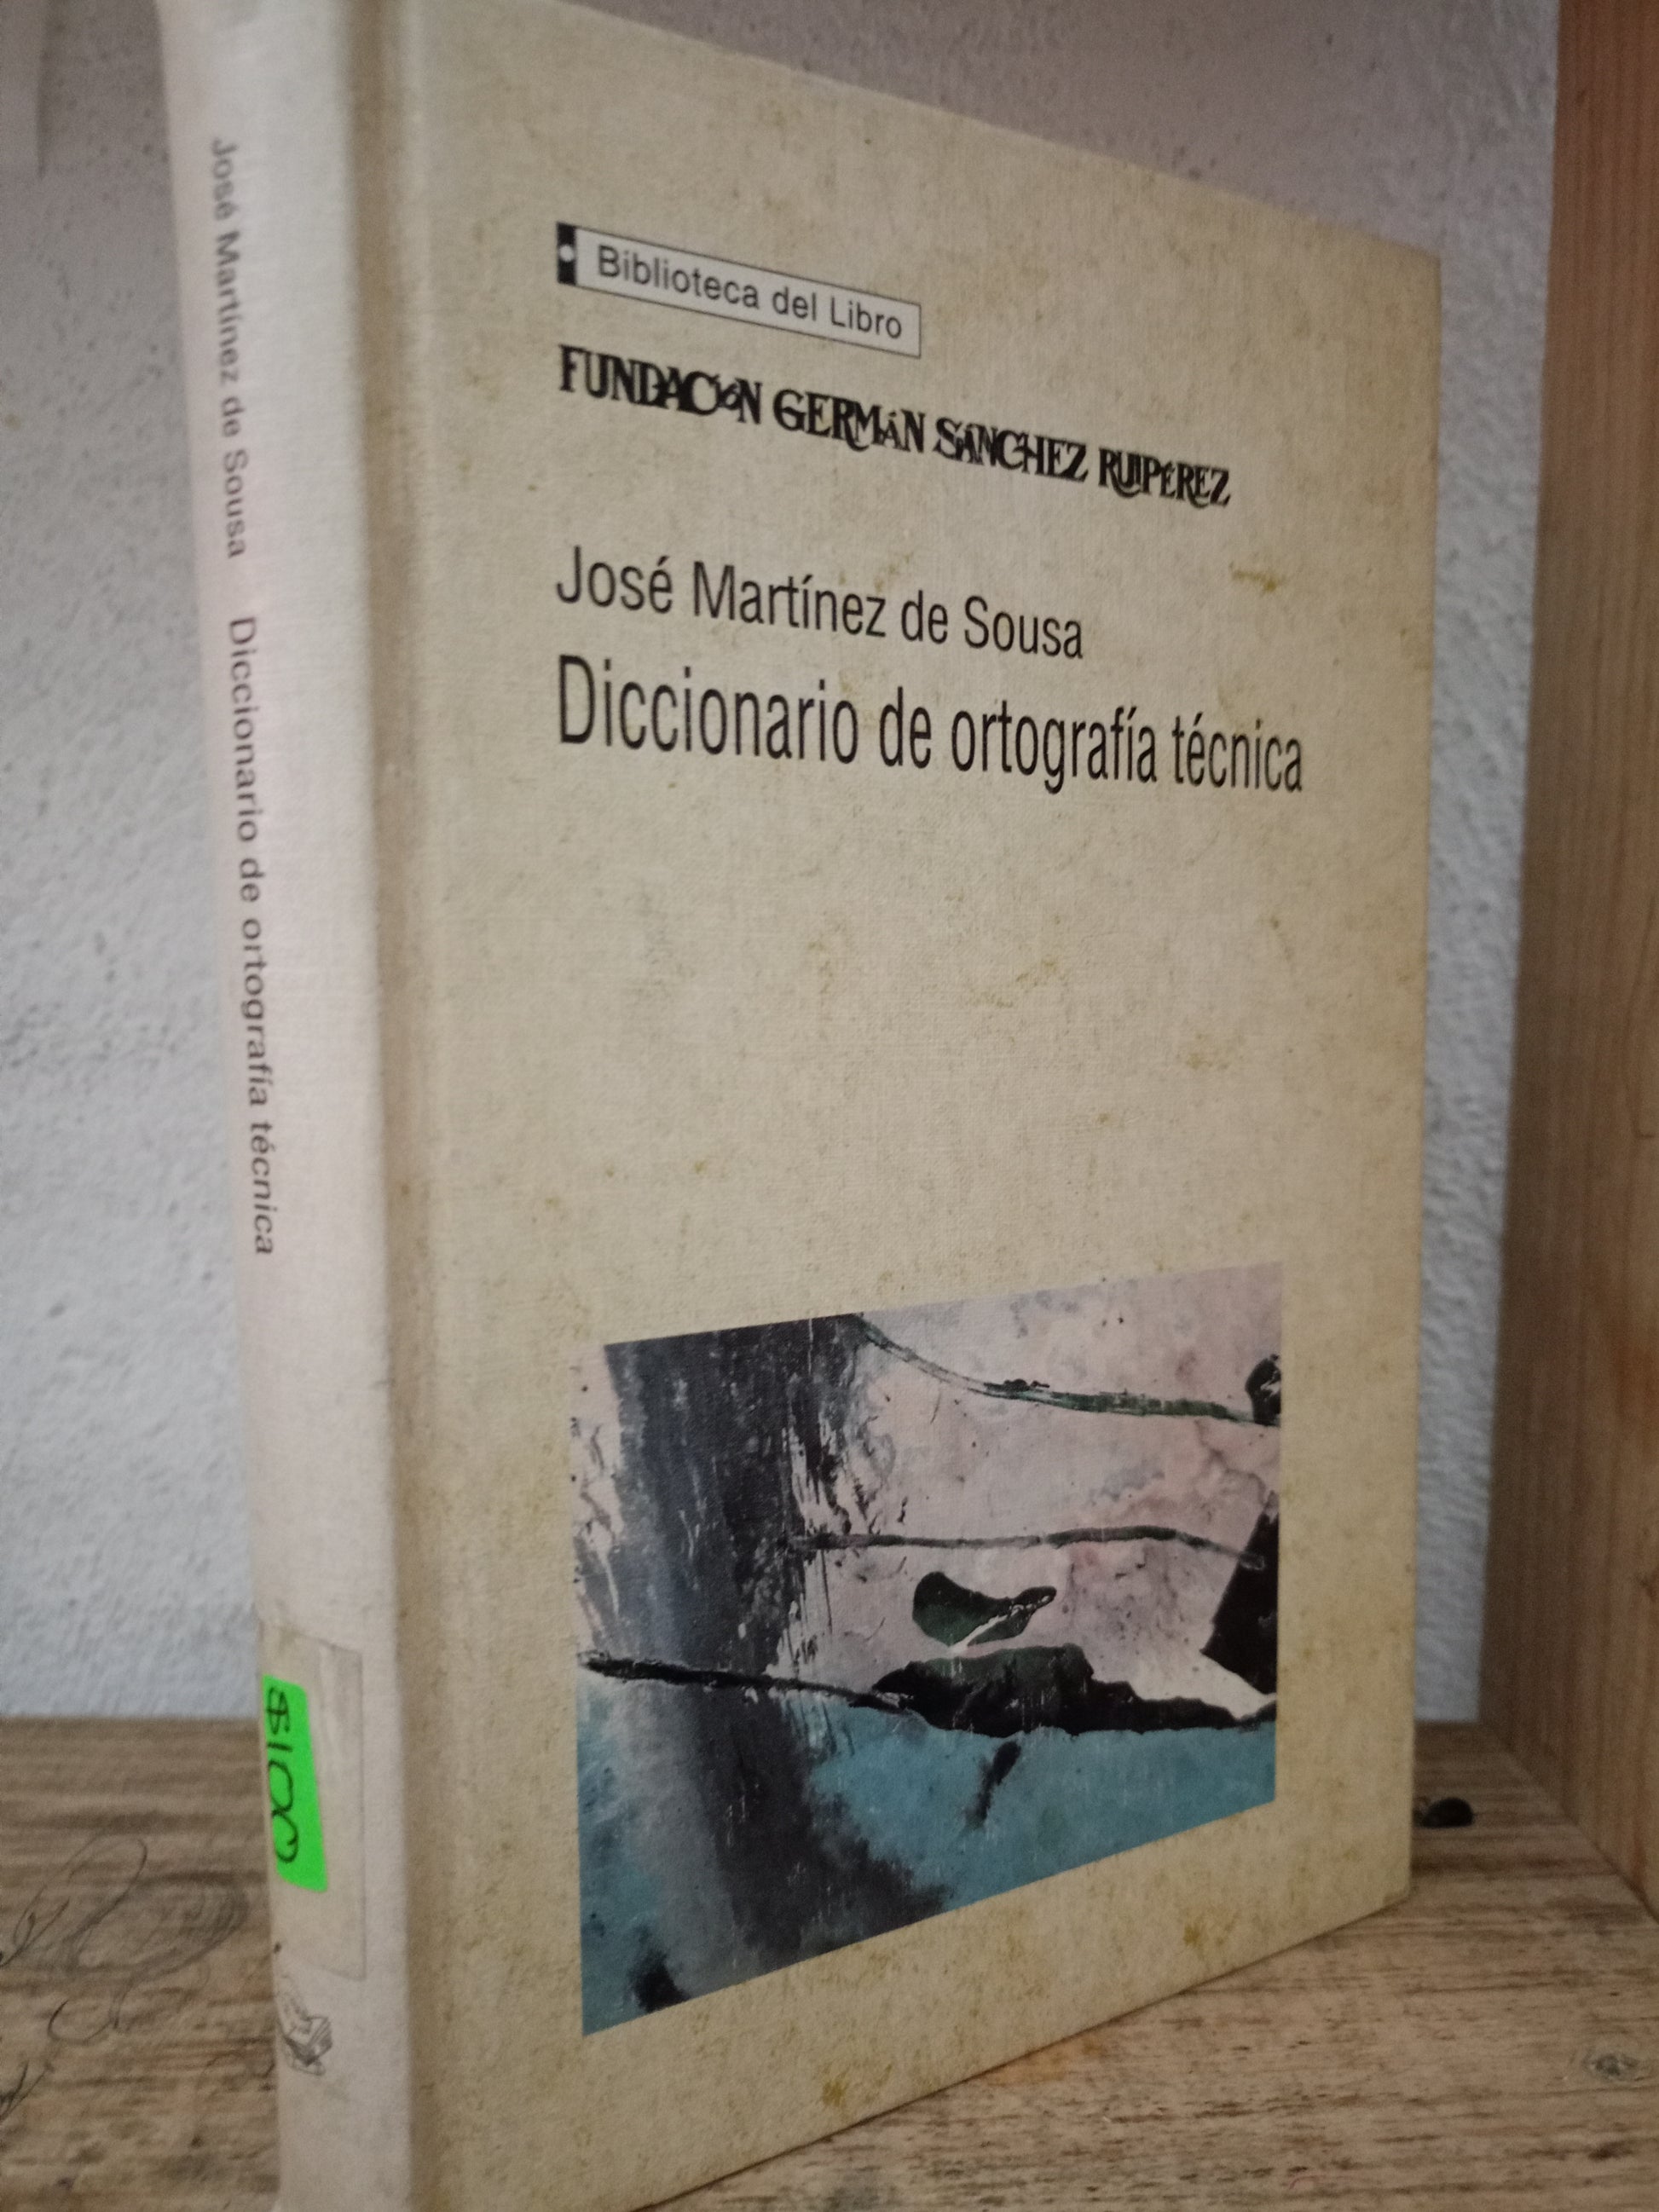 José Martínez de Sousa Diccionario de ortografía técnica
$100
Biblioteca del Libro
FUNDACIÓN GERMÁN SÁNCHEZ RUIPÉREZ
José Martínez de Sousa
Diccionario de ortografía técnica